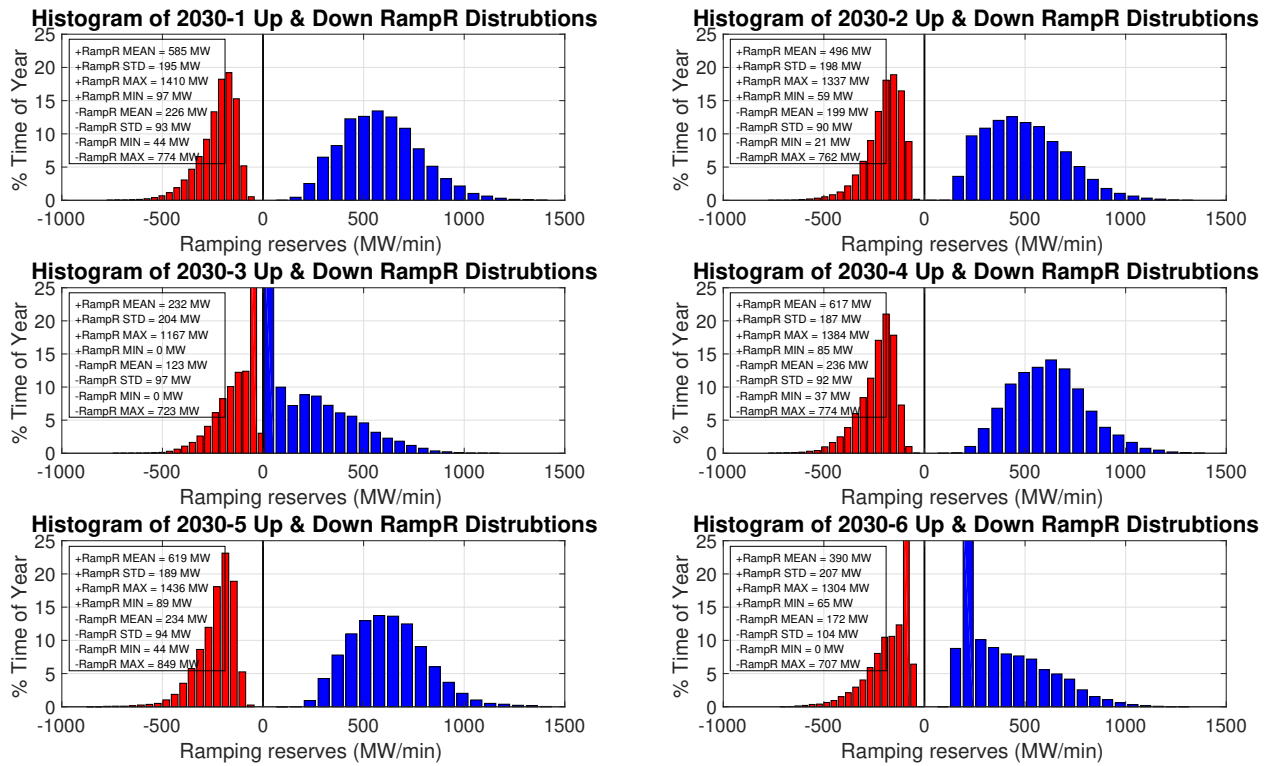 Histogram of 2030-1 Up & Down RampR Distrubtions
% Time of Year
25
20
15
10
5
0
+RampR MEAN = 585 MW
+RampR STD = 195 MW
+RampR MAX = 1410 MW
+RampR MIN = 97 MW
-RampR MEAN = 226 MW
-RampR STD = 93 MW
-RampR MIN = 44 MW
-RampR MAX = 774 MW
-1000 -500 0 500 1000 1500
Ramping reserves (MW/min)
Histogram of 2030-2 Up & Down RampR Distrubtions
% Time of Year
25
20
15
10
5
0
+RampR MEAN = 496 MW
+RampR STD = 198 MW
+RampR MAX = 1337 MW
+RampR MIN = 59 MW
-RampR MEAN = 199 MW
-RampR STD = 90 MW
-RampR MIN = 21 MW
-RampR MAX = 762 MW
-1000 -500 0 500 1000 1500
Ramping reserves (MW/min)
Histogram of 2030-3 Up & Down RampR Distrubtions
% Time of Year
25
20
15
10
5
0
+RampR MEAN = 232 MW
+RampR STD = 204 MW
+RampR MAX = 1167 MW
+RampR MIN = 0 MW
-RampR MEAN = 123 MW
-RampR STD = 97 MW
-RampR MIN = 0 MW
-RampR MAX = 723 MW
-1000 -500 0 500 1000 1500
Ramping reserves (MW/min)
Histogram of 2030-4 Up & Down RampR Distrubtions
% Time of Year
25
20
15
10
5
0
+RampR MEAN = 617 MW
+RampR STD = 187 MW
+RampR MAX = 1384 MW
+RampR MIN = 85 MW
-RampR MEAN = 236 MW
-RampR STD = 92 MW
-RampR MIN = 37 MW
-RampR MAX = 774 MW
-1000 -500 0 500 1000 1500
Ramping reserves (MW/min)
Histogram of 2030-5 Up & Down RampR Distrubtions
% Time of Year
25
20
15
10
5
0
+RampR MEAN = 619 MW
+RampR STD = 189 MW
+RampR MAX = 1436 MW
+RampR MIN = 89 MW
-RampR MEAN = 234 MW
-RampR STD = 94 MW
-RampR MIN = 44 MW
-RampR MAX = 849 MW
-1000 -500 0 500 1000 1500
Ramping reserves (MW/min)
Histogram of 2030-6 Up & Down RampR Distrubtions
% Time of Year
25
20
15
10
5
0
+RampR MEAN = 390 MW
+RampR STD = 207 MW
+RampR MAX = 1304 MW
+RampR MIN = 65 MW
-RampR MEAN = 172 MW
-RampR STD = 104 MW
-RampR MIN = 0 MW
-RampR MAX = 707 MW
-1000 -500 0 500 1000 1500
Ramping reserves (MW/min)